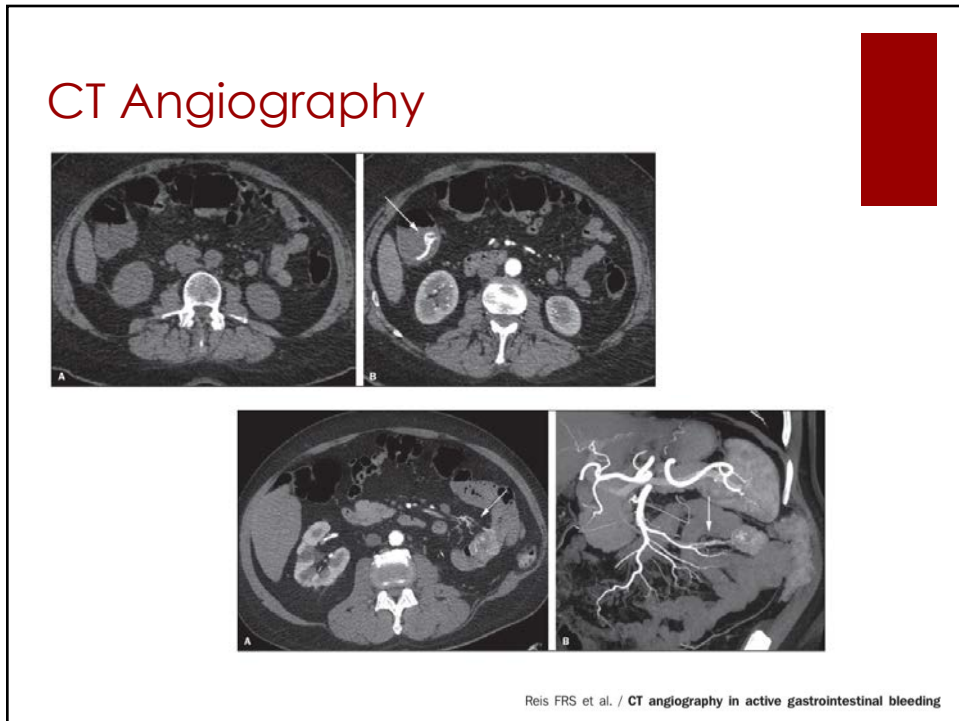 CT Angiography
A
B
A
B
Reis FRS et al. / CT angiography in active gastrointestinal bleeding